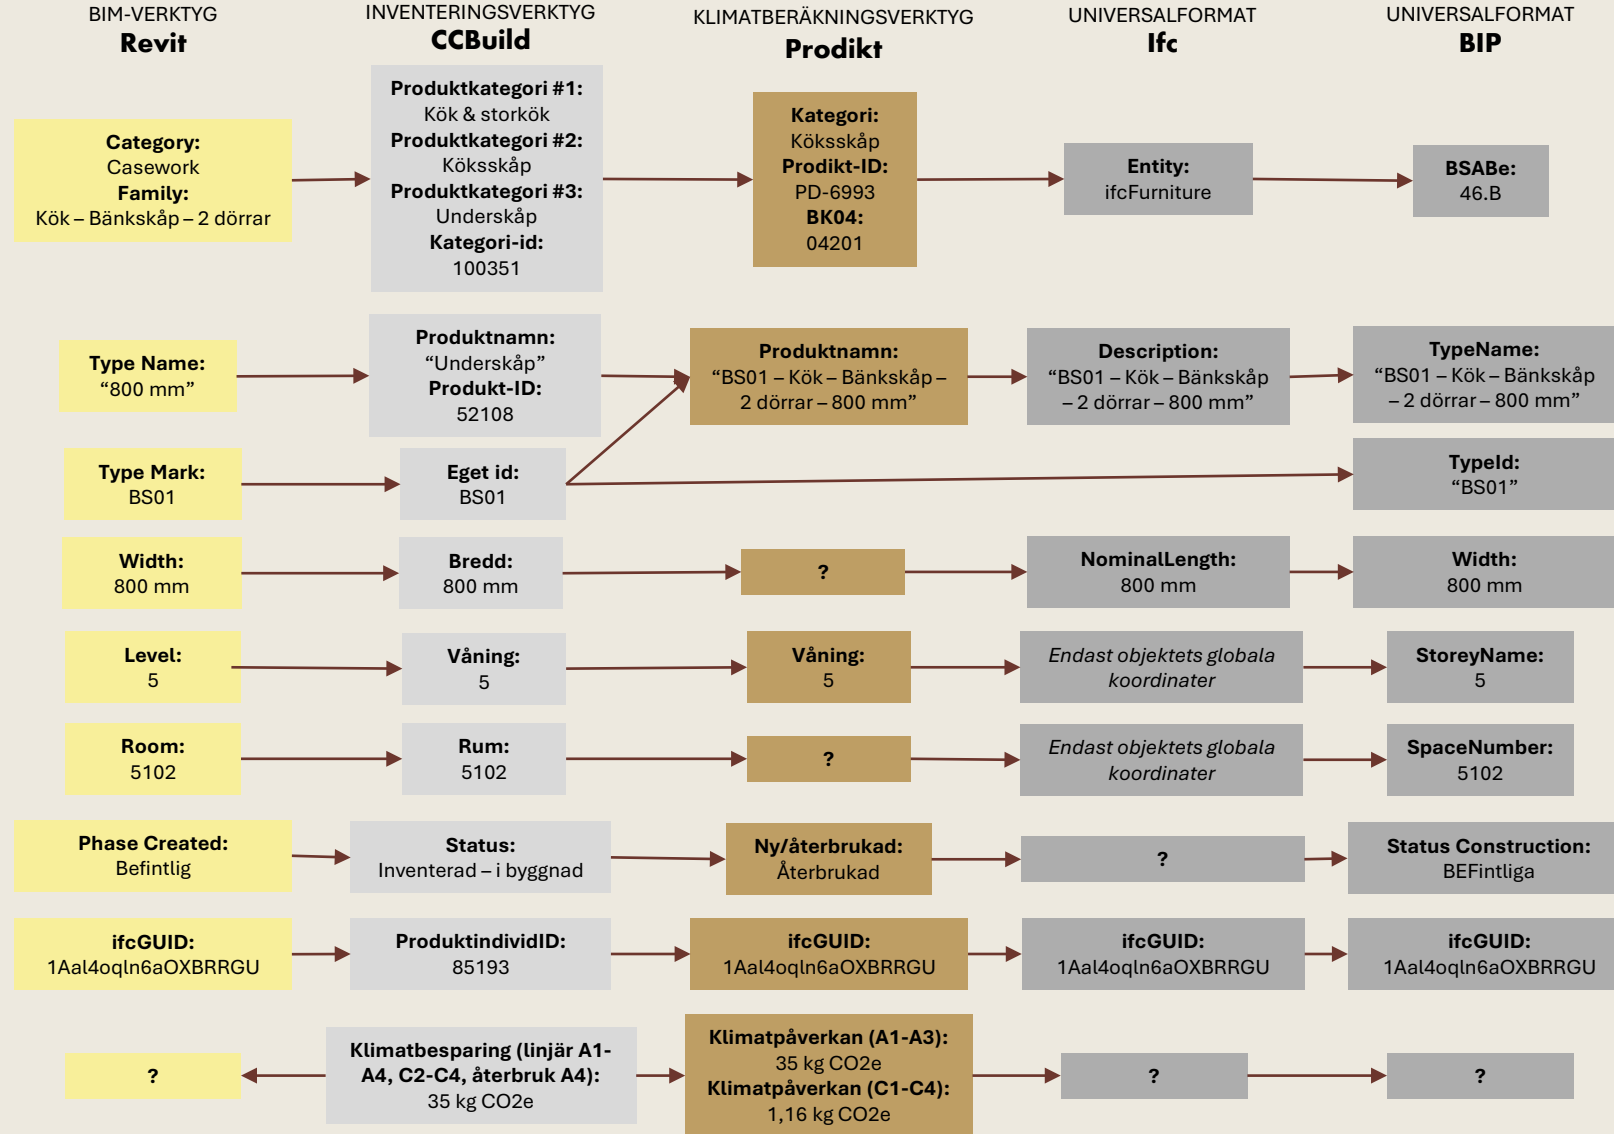 BIM-VERKTYG
Revit
INVENTERINGSVERKTYG
CCBuild
KLIMATBERÄKNINGSVERKTYG
Prodikt
UNIVERSALFORMAT
Ifc
UNIVERSALFORMAT
BIP
Category:
Casework
Family:
Kök – Bänkskåp – 2 dörrar
Produktkategori #1:
Kök & storkök
Produktkategori #2:
Köksskåp
Produktkategori #3:
Underskåp
Kategori-id:
100351
Kategori:
Köksskåp
Prodikt-ID:
PD-6993
BK04:
04201
Entity:
ifcFurniture
BSABe:
46.B
Type Name:
“800 mm”
Produktnamn:
“Underskåp”
Produkt-ID:
52108
Produktnamn:
“BS01 – Kök – Bänkskåp –
2 dörrar – 800 mm”
Description:
“BS01 – Kök – Bänkskåp
– 2 dörrar – 800 mm”
TypeName:
“BS01 – Kök – Bänkskåp
– 2 dörrar – 800 mm”
Type Mark:
BS01
Eget id:
BS01
TypeId:
“BS01”
Width:
800 mm
Bredd:
800 mm
?
NominalLength:
800 mm
Width:
800 mm
Level:
5
Våning:
5
Våning:
5
Endast objektets globala
koordinater
StoreyName:
5
Room:
5102
Rum:
5102
?
Endast objektets globala
koordinater
SpaceNumber:
5102
Phase Created:
Befintlig
Status:
Inventerad – i byggnad
Ny/återbrukad:
Återbrukad
?
Status Construction:
BEFintliga
ifcGUID:
1Aal4oqln6aOXBRRGU
ProduktindividID:
85193
ifcGUID:
1Aal4oqln6aOXBRRGU
ifcGUID:
1Aal4oqln6aOXBRRGU
ifcGUID:
1Aal4oqln6aOXBRRGU
?
Klimatbesparing (linjär A1-
A4, C2-C4, återbruk A4):
35 kg CO2e
Klimatpåverkan (A1-A3):
35 kg CO2e
Klimatpåverkan (C1-C4):
1,16 kg CO2e
?
?